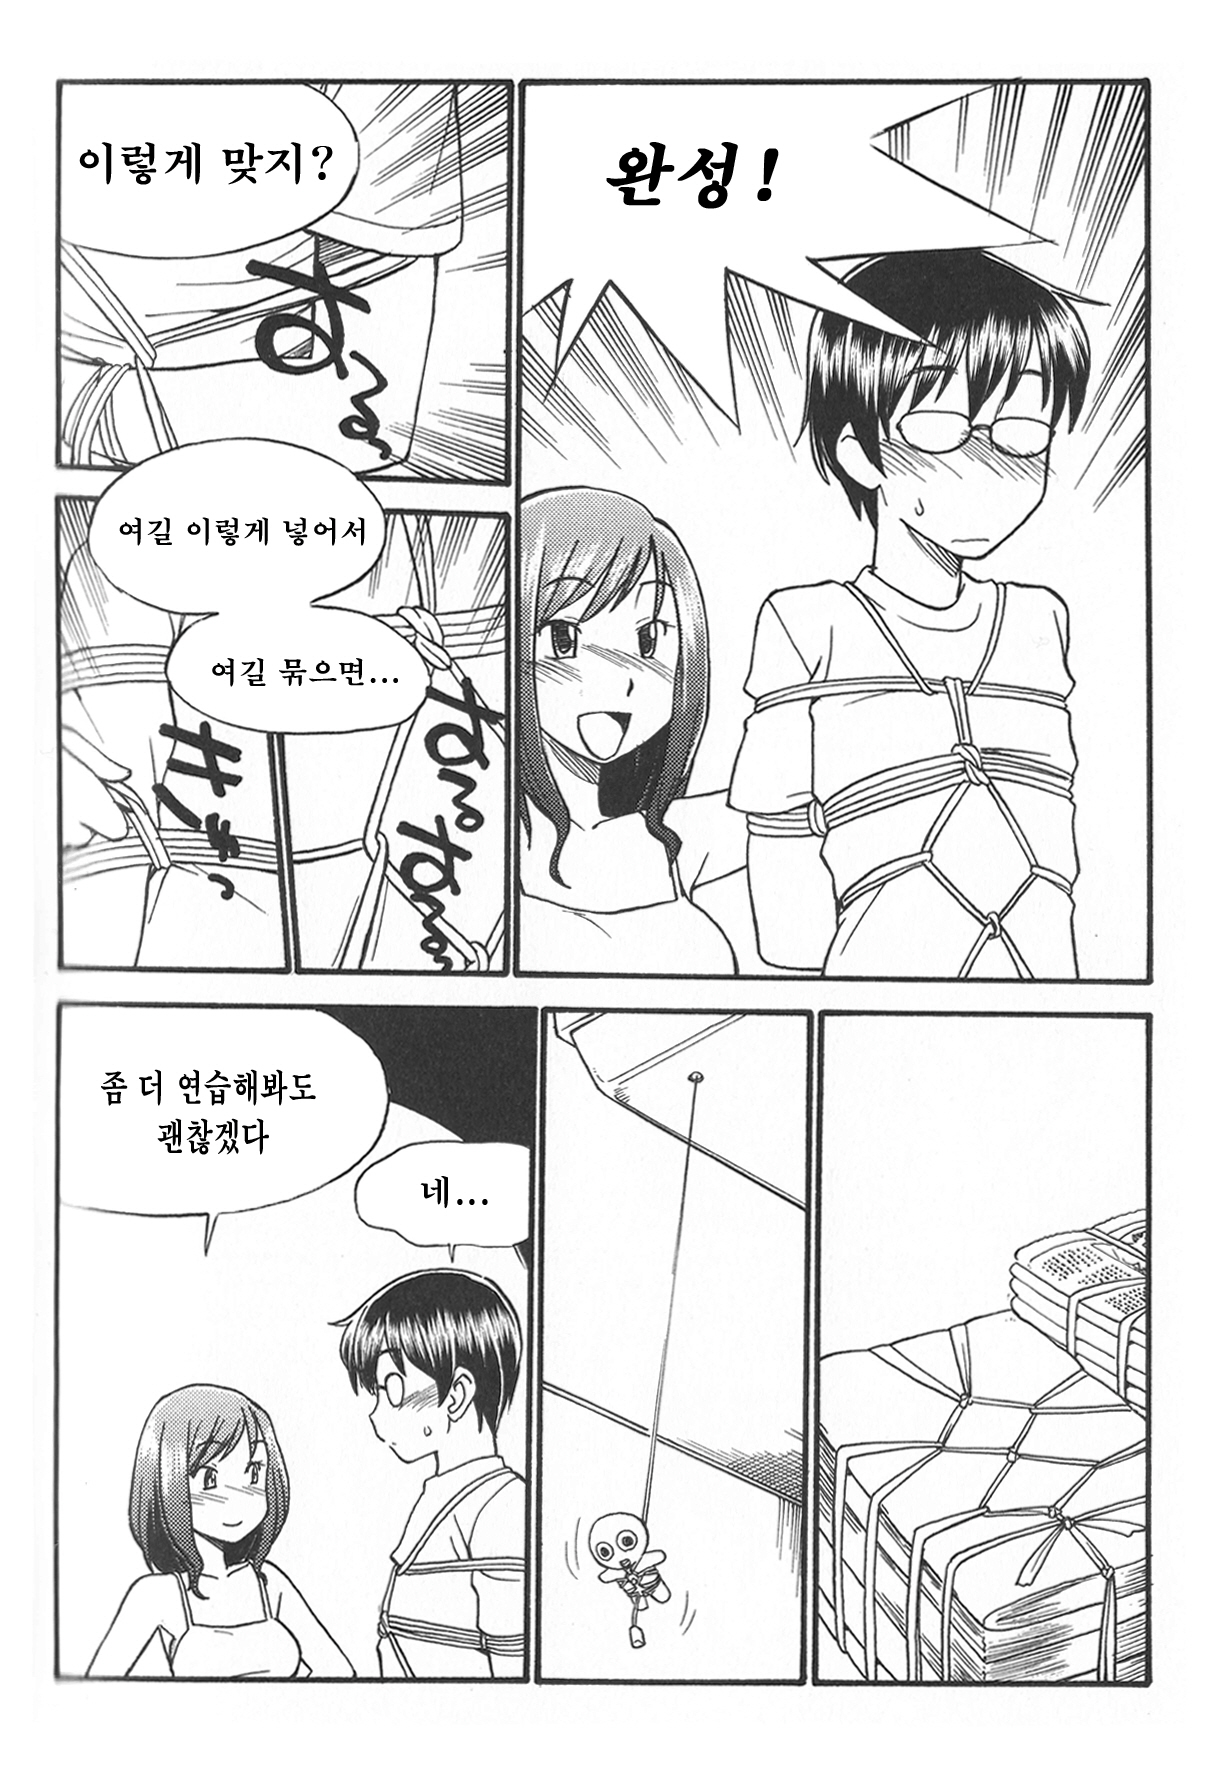 이렇게 맞지?
여길 이렇게 넣어서
여길 묶으면...
완성!
좀 더 연습해봐도
괜찮겠다
네...